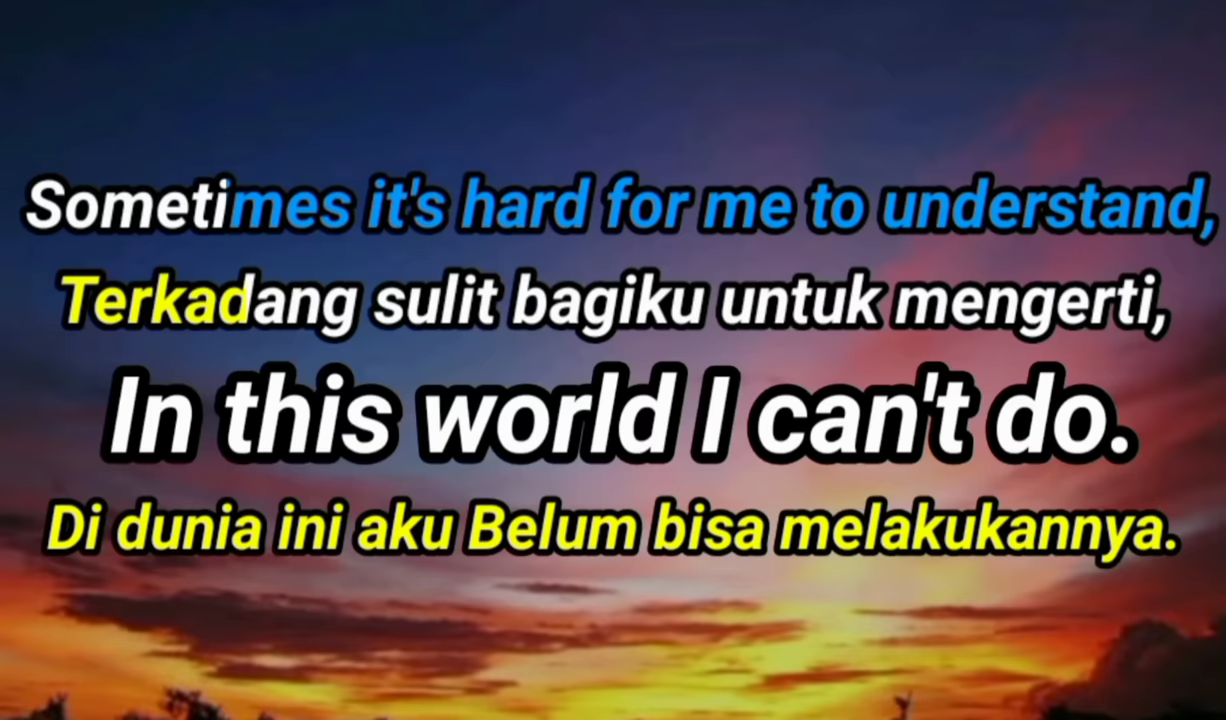 Sometimes it's hard for me to understand,
Terkadang sulit bagiku untuk mengerti,
In this world I can't do.
Di dunia ini aku Belum bisa melakukannya.